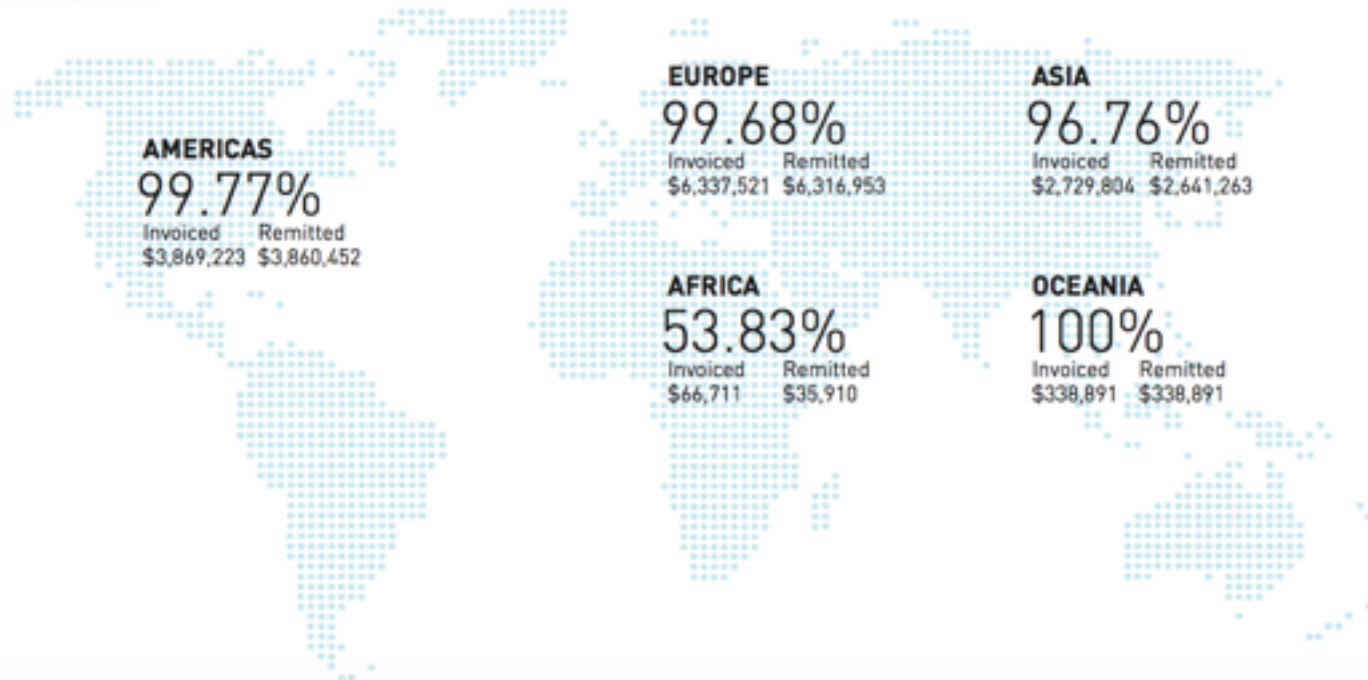 AMERICAS
99.77%
Invoiced Remitted
$3,869,223 $3,860,452
EUROPE
99.68%
Invoiced Remitted
$6,337,521 $6,316,953
ASIA
96.76%
Invoiced Remitted
$2,729,804 $2,641,263
AFRICA
53.83%
Invoiced Remitted
$66,711 $35,910
OCEANIA
100%
Invoiced Remitted
$338,891 $338,891